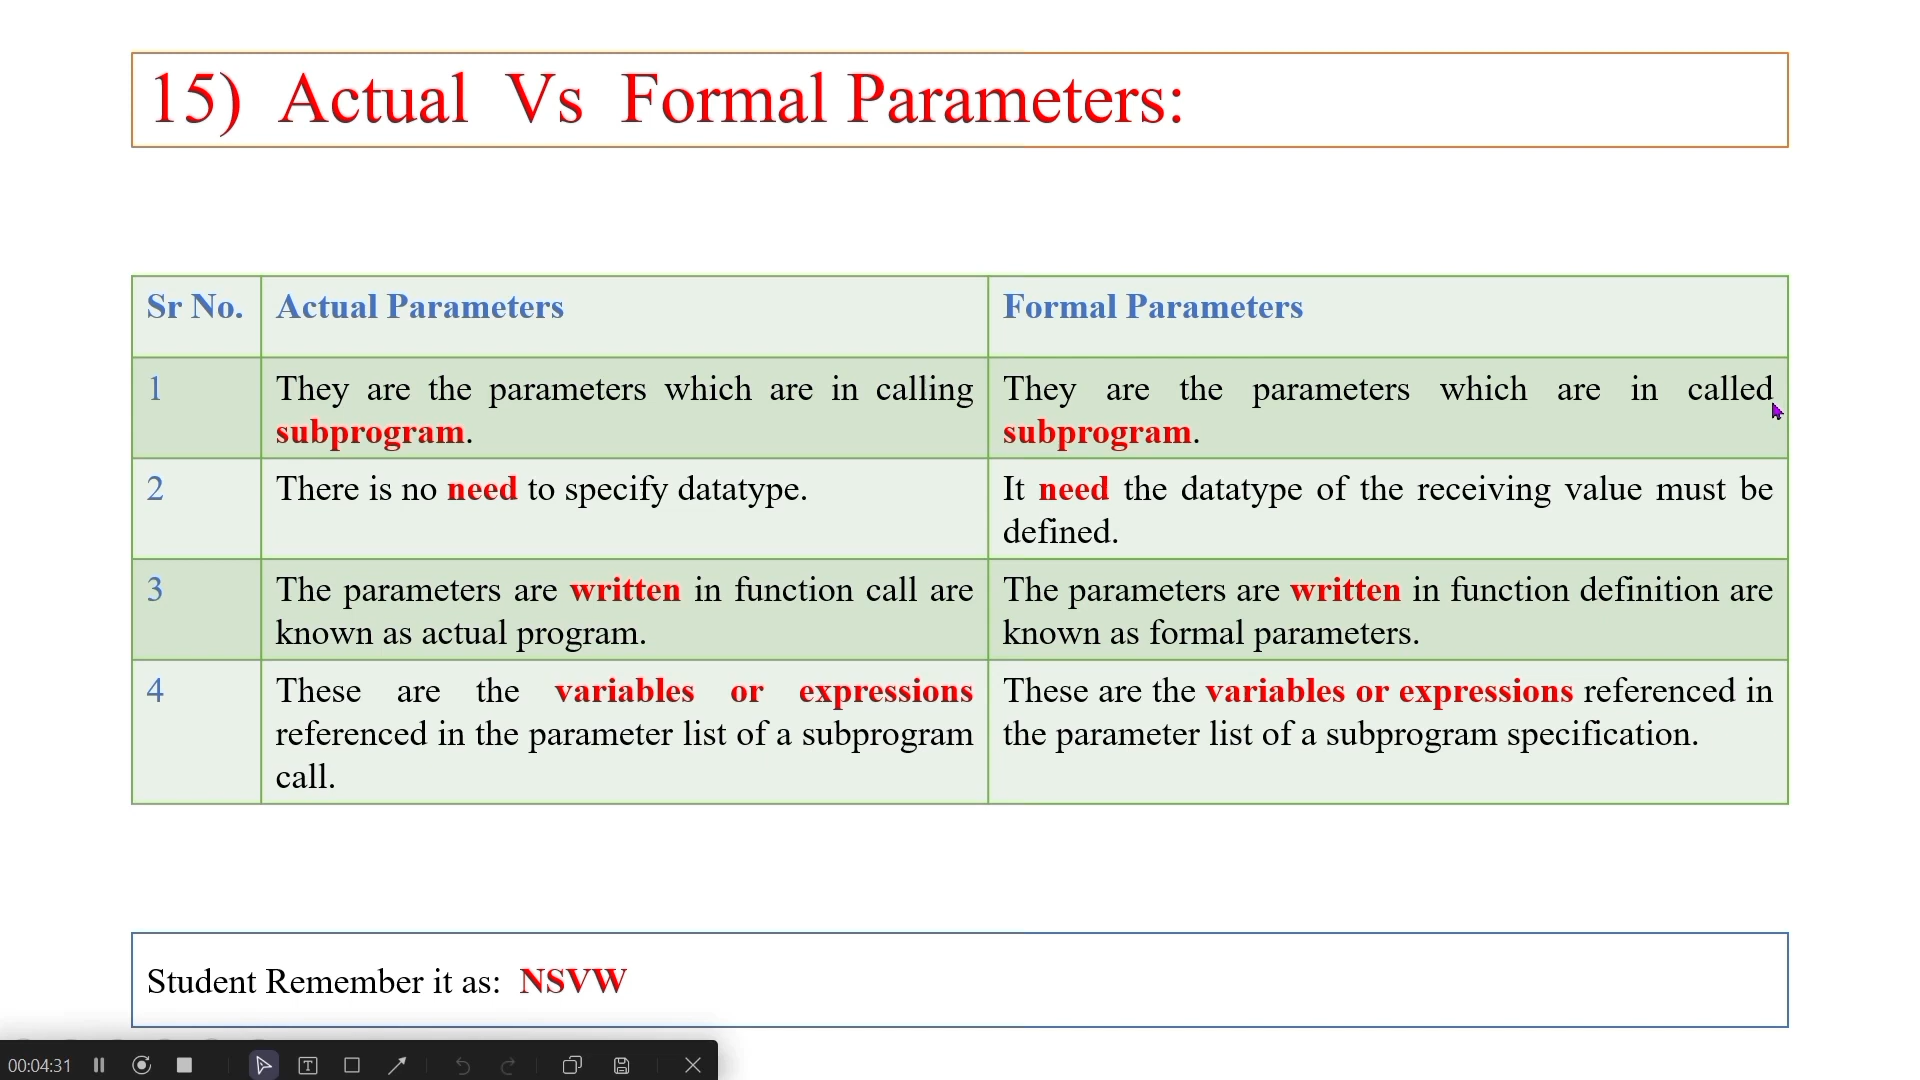 15) Actual Vs Formal Parameters:
Sr No. Actual Parameters Formal Parameters
1 They are the parameters which are in calling They are the parameters which are in called
subprogram. subprogram.
2 There is no need to specify datatype. It need the datatype of the receiving value must be
defined.
3 The parameters are written in function call are The parameters are written in function definition are
known as actual program. known as formal parameters.
4 These are the variables or expressions These are the variables or expressions referenced in
referenced in the parameter list of a subprogram the parameter list of a subprogram specification.
call.
Student Remember it as: NSVW
00:04:31